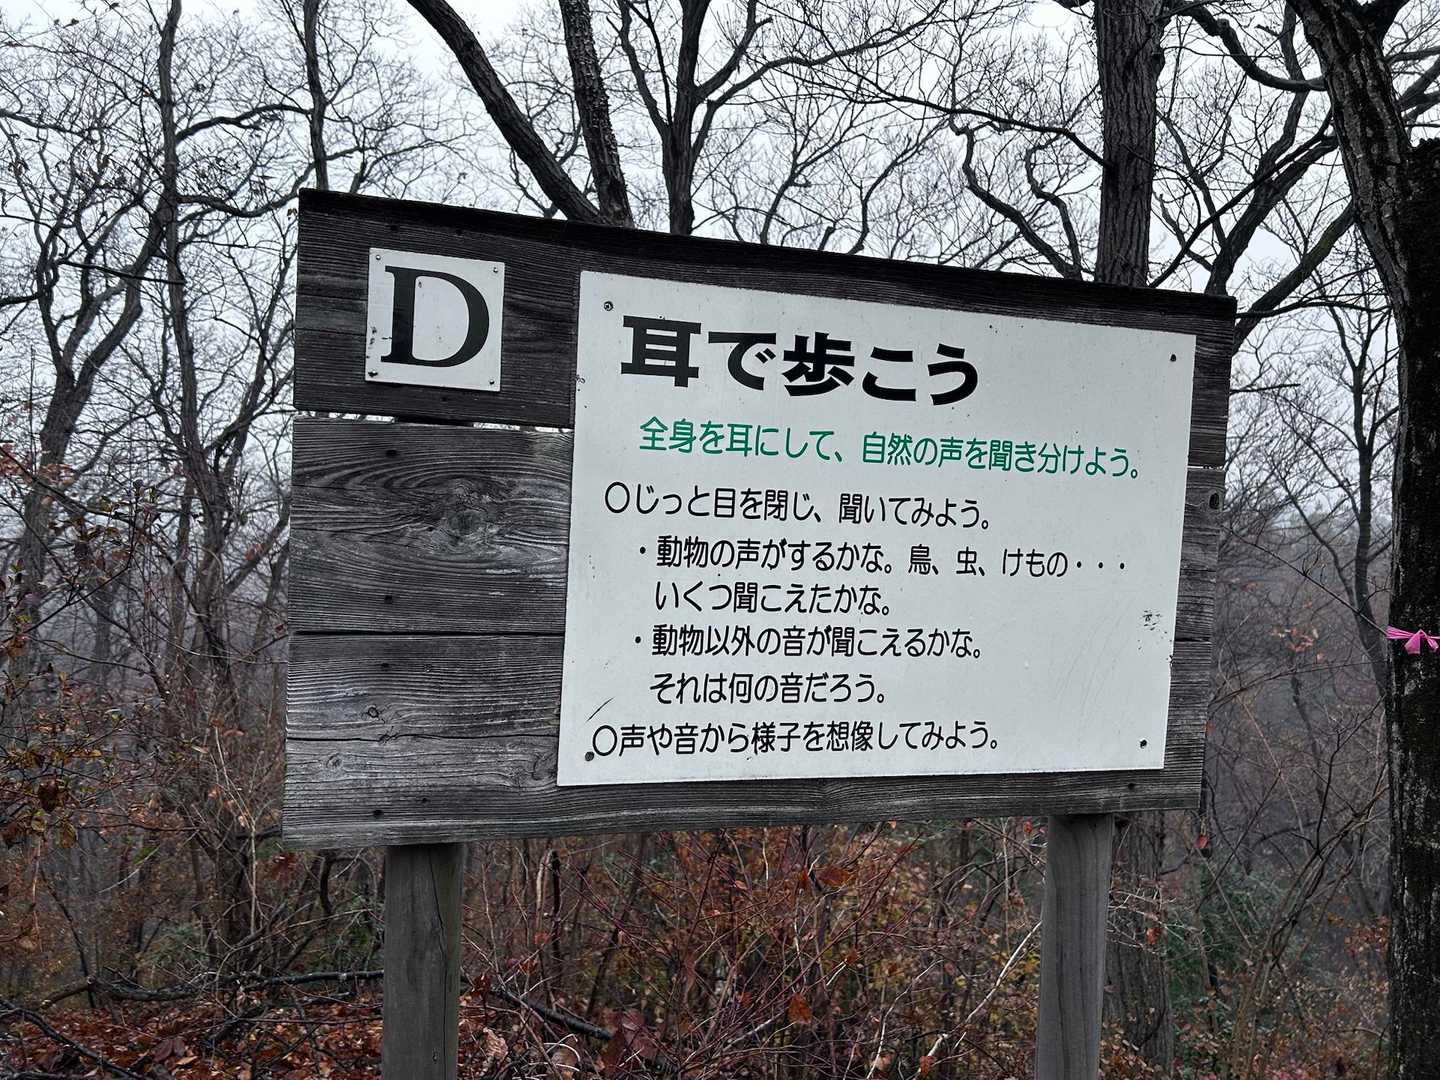 D
耳で歩こう
全身を耳にして、自然の声を聞き分けよう。
○じっと目を閉じ、聞いてみよう。
・動物の声がするかな。鳥、虫、けもの・・・
いくつ聞こえたかな。
・動物以外の音が聞こえるかな。
それは何の音だろう。
○声や音から様子を想像してみよう。